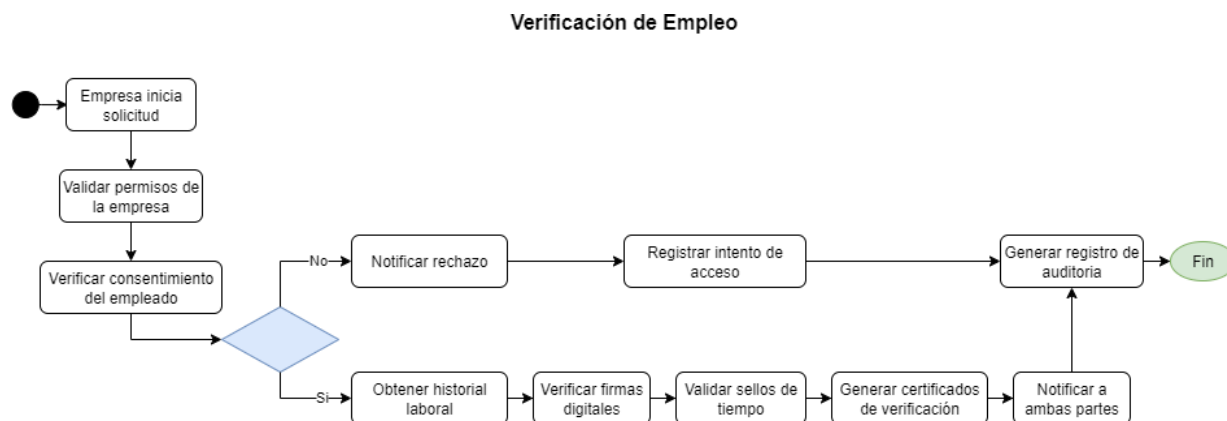 Verificación de Empleo
Empresa inicia
solicitud
Validar permisos de
la empresa
Verificar consentimiento
del empleado
No
Notificar rechazo
Registrar intento de
acceso
Generar registro de
auditoria
Fin
Si
Obtener historial
laboral
Verificar firmas
digitales
Validar sellos de
tiempo
Generar certificados
de verificación
Notificar a
ambas partes